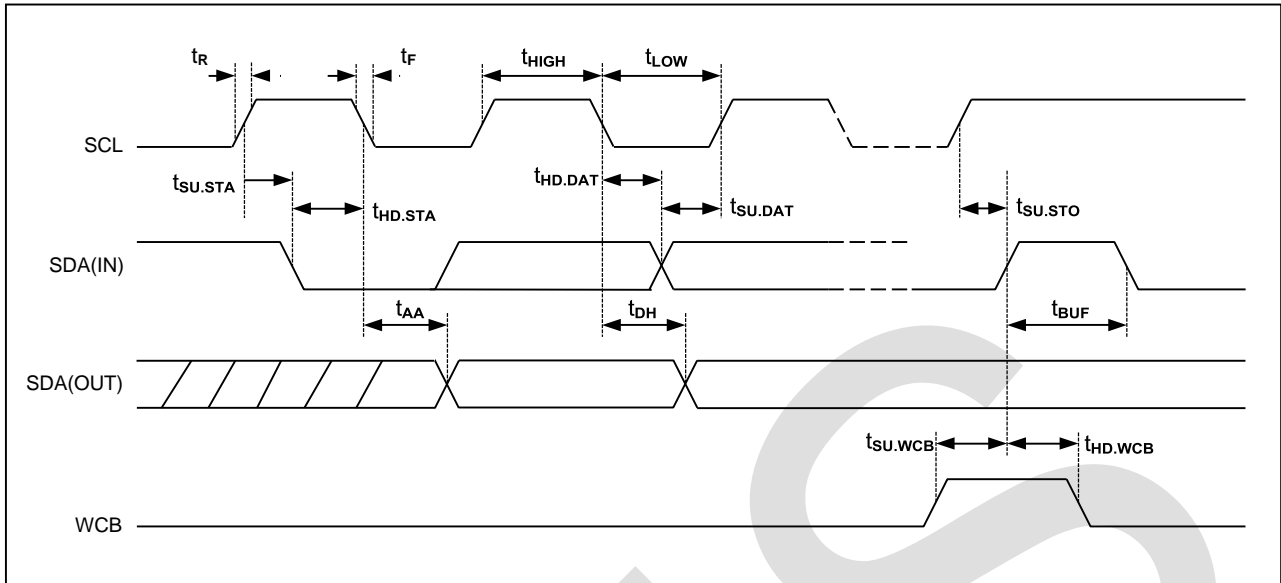 tR tF tHIGH tLOW
SCL
tSU.STA tHD.STA tHD.DAT tSU.DAT tSU.STO
SDA(IN)
tAA tDH tBUF
SDA(OUT)
tSU.WCB tHD.WCB
WCB